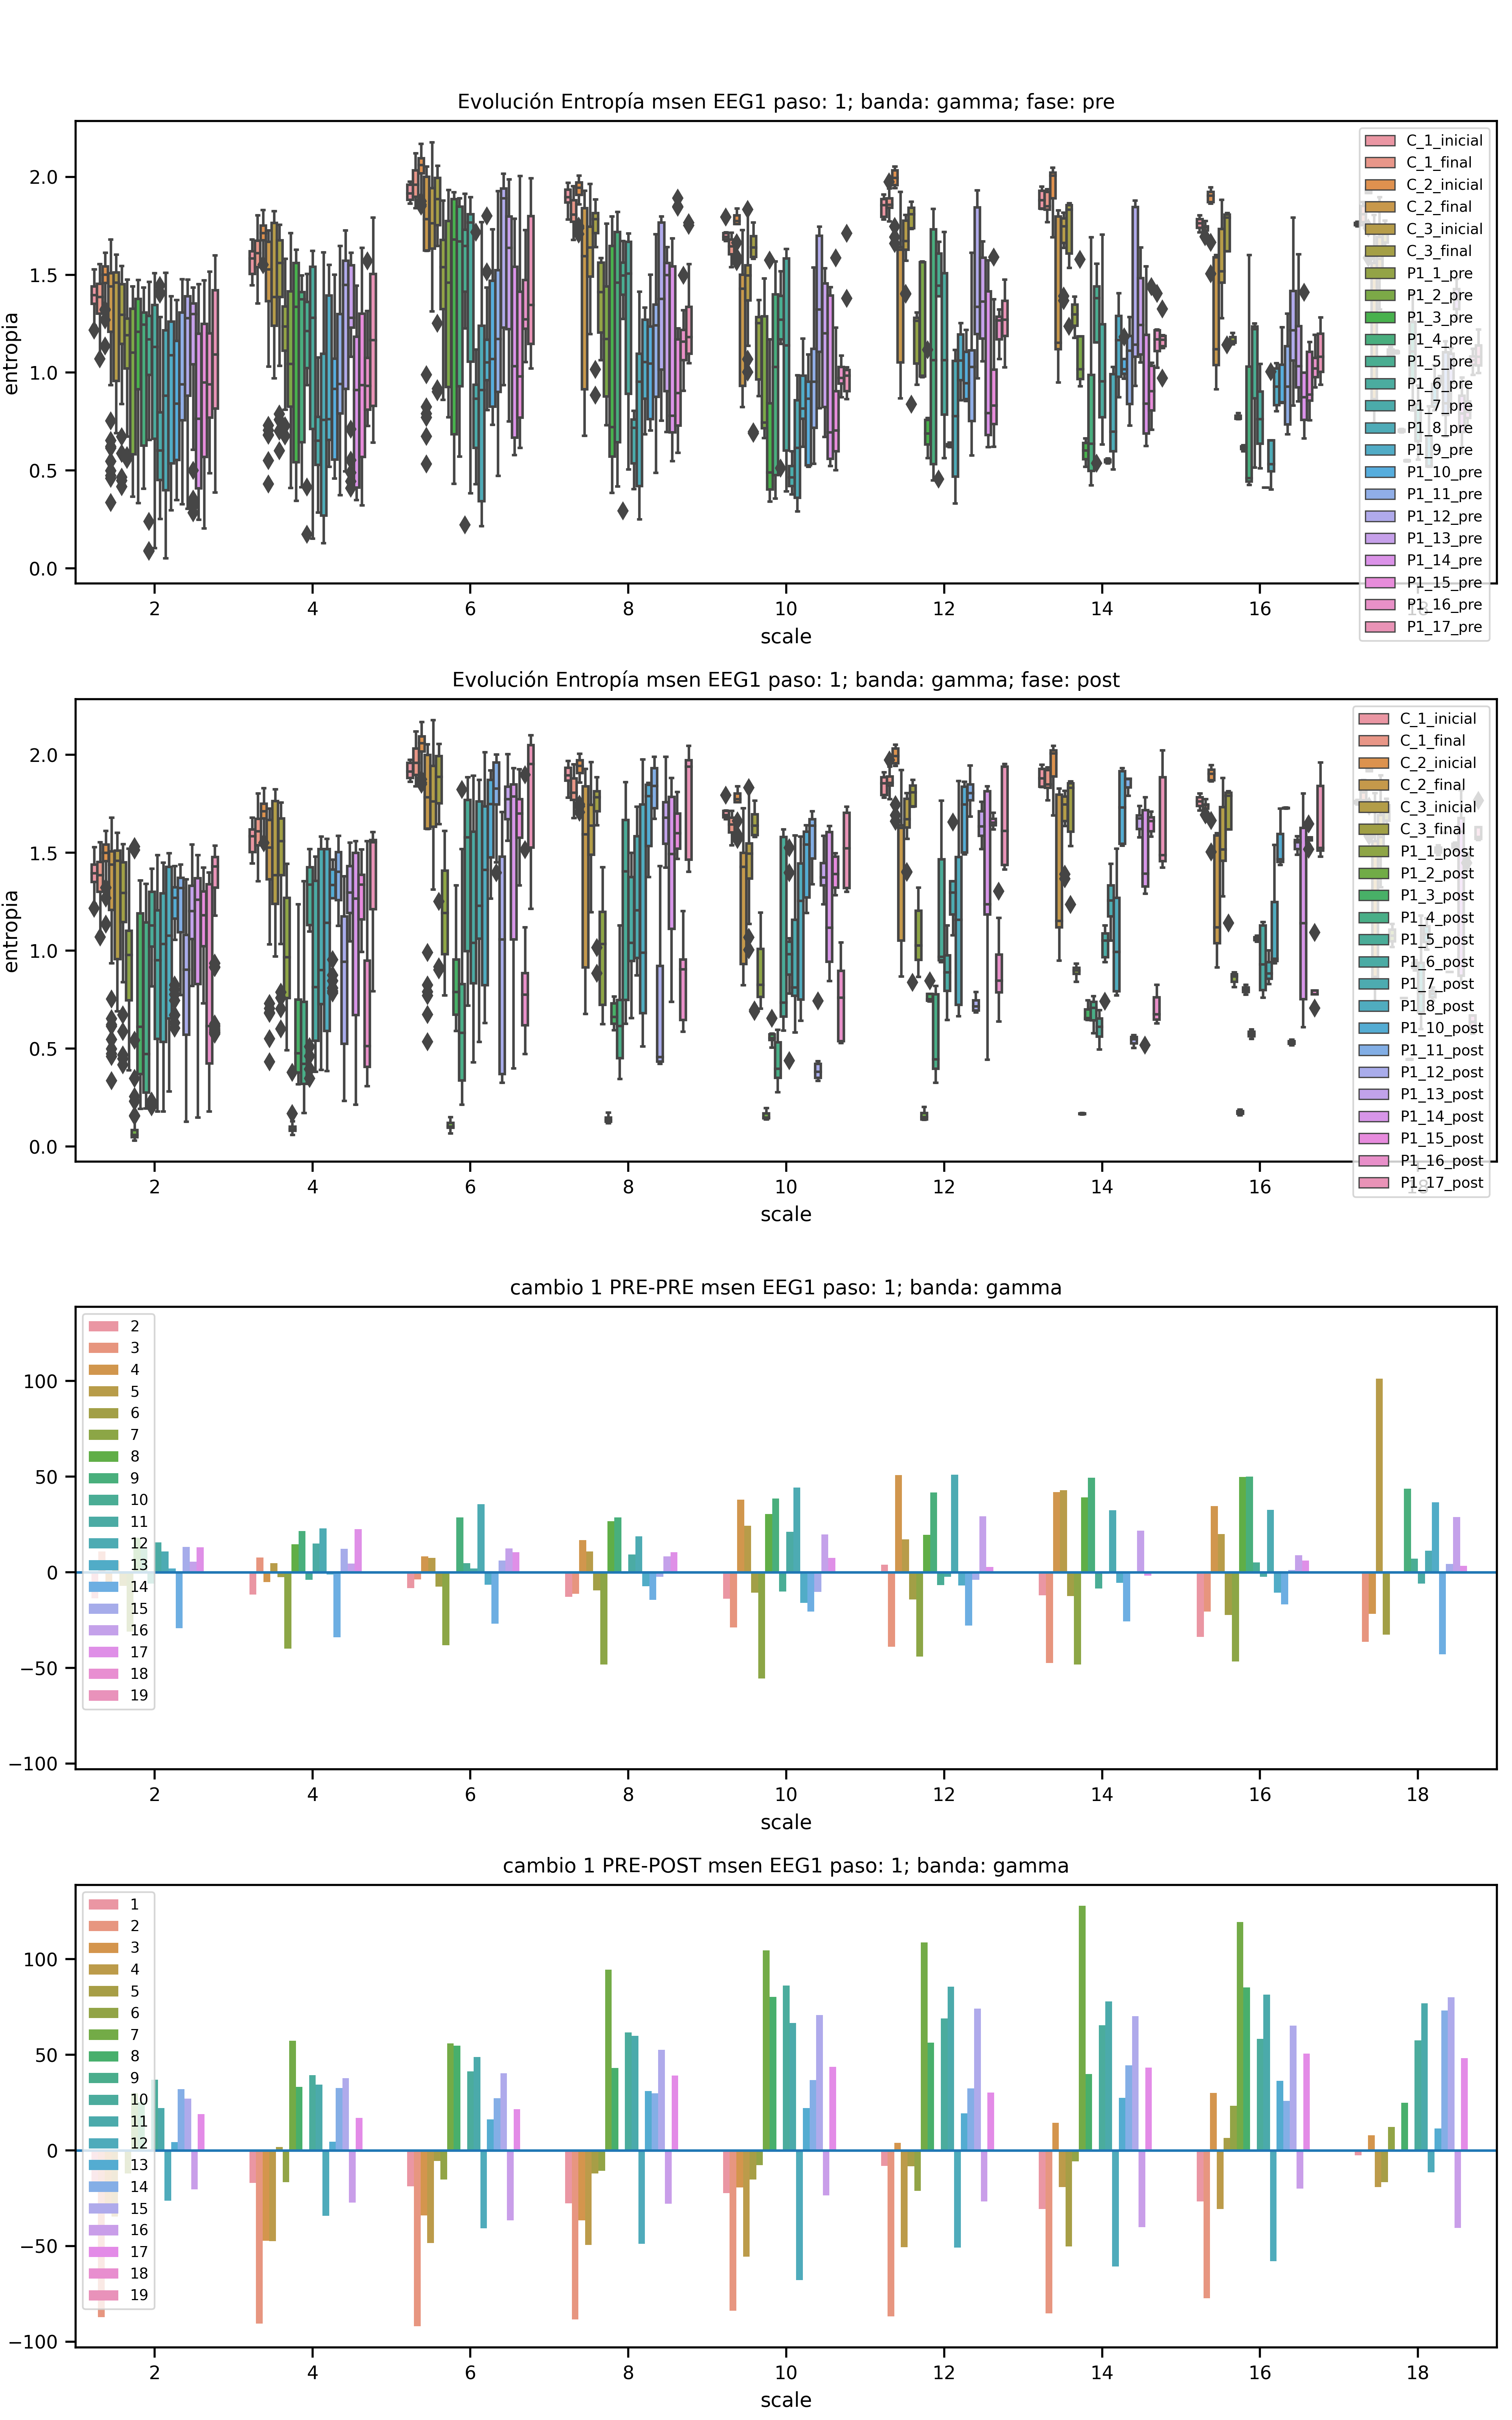 Evolución Entropía msen EEG1 paso: 1; banda: gamma; fase: pre
entropia
2.0
1.5
1.0
0.5
0.0
C_1_inicial
C_1_final
C_2_inicial
C_2_final
C_3_inicial
C_3_final
P1_1_pre
P1_2_pre
P1_3_pre
P1_4_pre
P1_5_pre
P1_6_pre
P1_7_pre
P1_8_pre
P1_9_pre
P1_10_pre
P1_11_pre
P1_12_pre
P1_13_pre
P1_14_pre
P1_15_pre
P1_16_pre
P1_17_pre
2 4 6 8 10 12 14 16 18
scale
Evolución Entropía msen EEG1 paso: 1; banda: gamma; fase: post
entropia
2.0
1.5
1.0
0.5
0.0
C_1_inicial
C_1_final
C_2_inicial
C_2_final
C_3_inicial
C_3_final
P1_1_post
P1_2_post
P1_3_post
P1_4_post
P1_5_post
P1_6_post
P1_7_post
P1_8_post
P1_10_post
P1_11_post
P1_12_post
P1_13_post
P1_14_post
P1_15_post
P1_16_post
P1_17_post
2 4 6 8 10 12 14 16 18
scale
cambio 1 PRE-PRE msen EEG1 paso: 1; banda: gamma
100
50
0
−50
−100
2
3
4
5
6
7
8
9
10
11
12
13
14
15
16
17
18
19
2 4 6 8 10 12 14 16 18
scale
cambio 1 PRE-POST msen EEG1 paso: 1; banda: gamma
100
50
0
−50
−100
1
2
3
4
5
6
7
8
9
10
11
12
13
14
15
16
17
18
19
2 4 6 8 10 12 14 16 18
scale